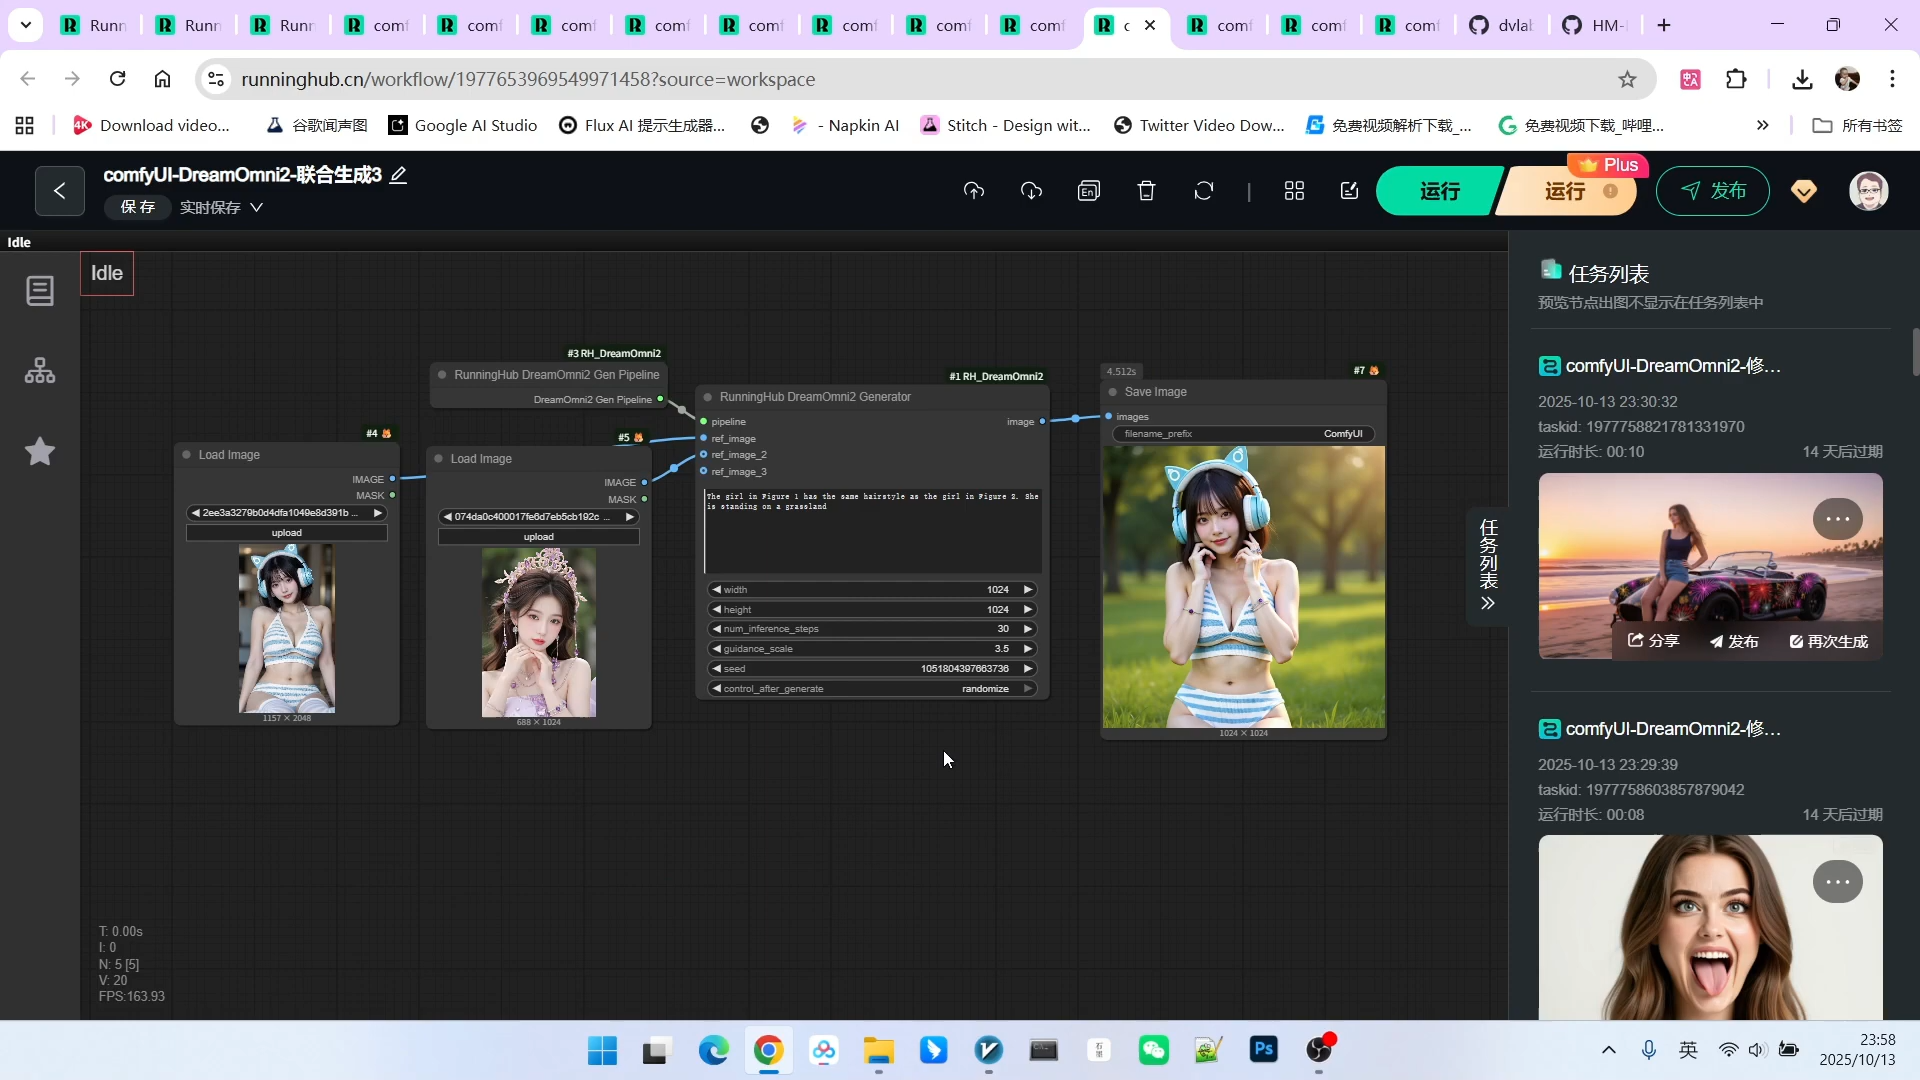 Runn
Runn
Runn
comf
comf
comf
comf
comf
comf
comf
comf
c
comf
comf
comf
dvlab
HM-
runninghub.cn/workflow/1977653969549971458?source=workspace
Download video...
谷歌闻声图
Google AI Studio
Flux AI 提示生成器...
- Napkin AI
Stitch - Design wit...
Twitter Video Dow...
免费视频解析下载_...
免费视频下载_哔哩...
所有书签
comfyUI-DreamOmni2-联合生成3
保 存
实时保存
En
运行
运行
Plus
发布
Idle
Idle
任务列表
预览节点出图不显示在任务列表中
#3 RH_DreamOmni2
RunningHub DreamOmni2 Gen Pipeline
DreamOmni2 Gen Pipeline
#4
Load Image
IMAGE
MASK
2ee3a3279b0d4dfa1049e8d391b ...
upload
1157 × 2048
#5
Load Image
IMAGE
MASK
074da0c400017fe6d7eb5cb192c ...
upload
688 × 1024
#1 RH_DreamOmni2
RunningHub DreamOmni2 Generator
pipeline
image
ref_image
ref_image_2
ref_image_3
The girl in Figure 1 has the same hairstyle as the girl in Figure 2. She
is standing on a grassland
width 1024
height 1024
num_inference_steps 30
guidance_scale 3.5
seed 1051804397663736
control_after_generate randomize
4.512s
#7
Save Image
images
filename_prefix ComfyUI
1024 × 1024
任务列表
comfyUI-DreamOmni2-修...
2025-10-13 23:30:32
taskid: 1977758821781331970
运行时长: 00:10
14 天后过期
分享
发布
再次生成
comfyUI-DreamOmni2-修...
2025-10-13 23:29:39
taskid: 1977758603857879042
运行时长: 00:08
14 天后过期
T: 0.00s
I: 0
N: 5 [5]
V: 20
FPS:163.93
石墨
Ps
英
23:58
2025/10/13